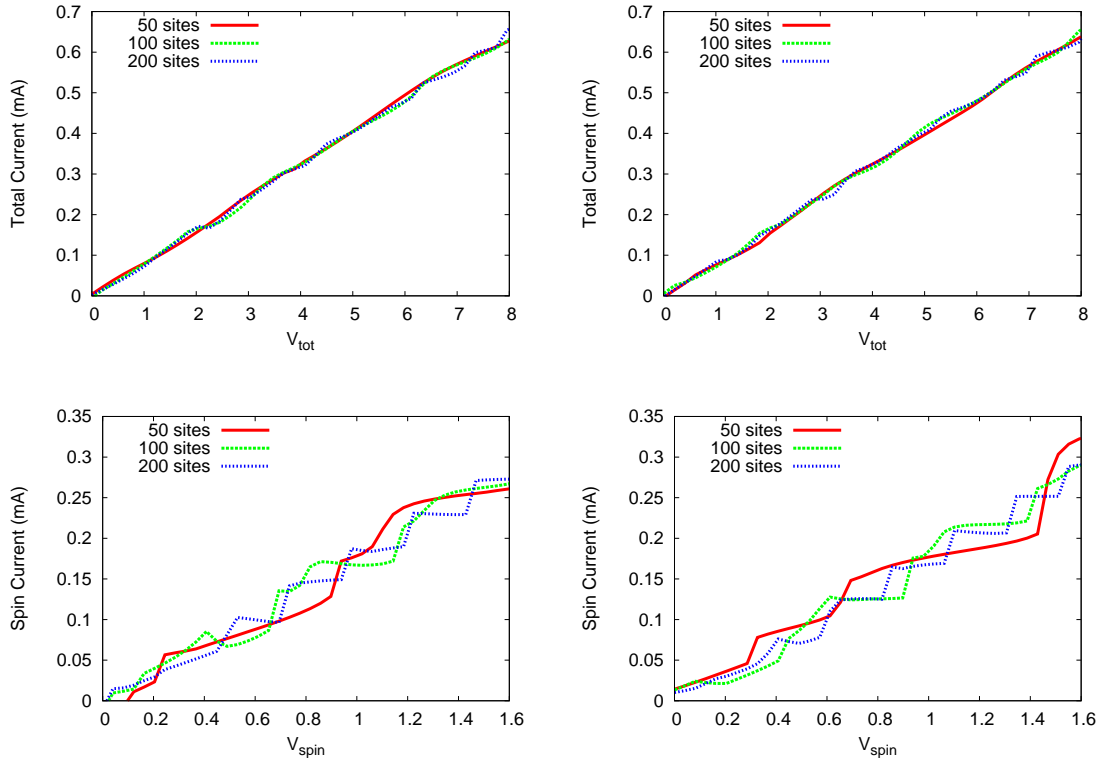 0.7
0.6
0.5
0.4
0.3
0.2
0.1
0
Total Current (mA)
50 sites
100 sites
200 sites
0 1 2 3 4 5 6 7 8
V_tot
0.7
0.6
0.5
0.4
0.3
0.2
0.1
0
Total Current (mA)
50 sites
100 sites
200 sites
0 1 2 3 4 5 6 7 8
V_tot
0.35
0.3
0.25
0.2
0.15
0.1
0.05
0
Spin Current (mA)
50 sites
100 sites
200 sites
0 0.2 0.4 0.6 0.8 1 1.2 1.4 1.6
V_spin
0.35
0.3
0.25
0.2
0.15
0.1
0.05
0
Spin Current (mA)
50 sites
100 sites
200 sites
0 0.2 0.4 0.6 0.8 1 1.2 1.4 1.6
V_spin